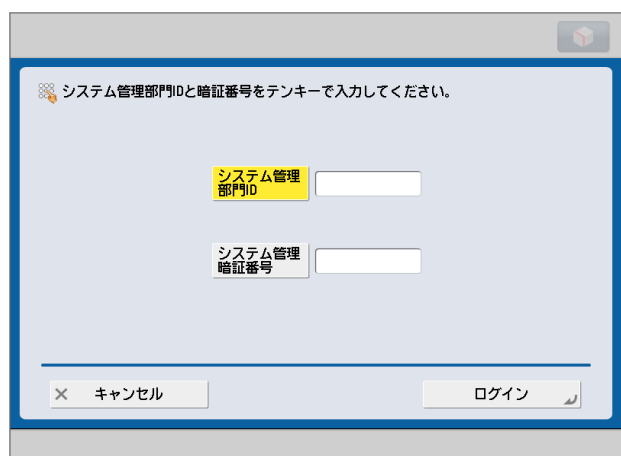 システム管理部門IDと暗証番号をテンキーで入力してください。
システム管理
部門ID
システム管理
暗証番号
キャンセル
ログイン